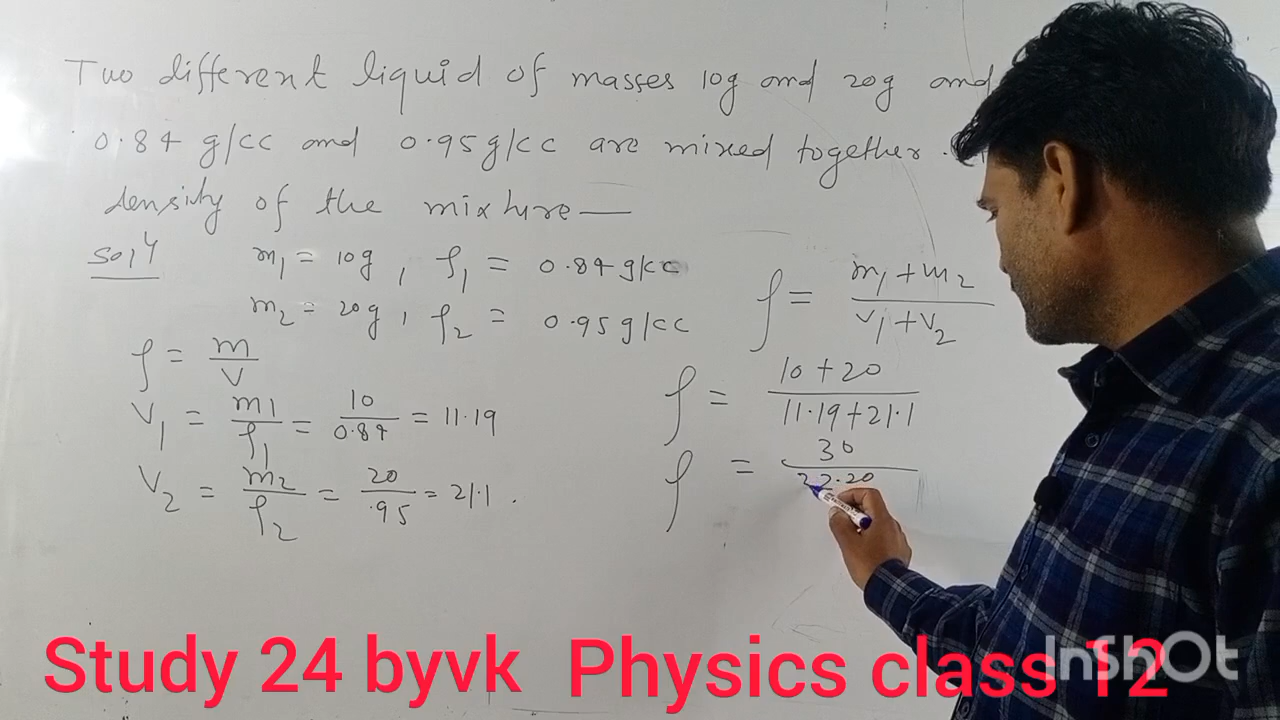 Two different liquid of masses 10g and 20g and
0.84 g/cc and 0.95g/cc are mixed together.
density of the mixture —
Soln
m1 = 10g, ρ1 = 0.84 g/cc
m2 = 20g, ρ2 = 0.95 g/cc
ρ = m/V
V1 = m1/ρ1 = 10/0.84 = 11.19
V2 = m2/ρ2 = 20/.95 = 21.1.
ρ = m1+m2/V1+V2
ρ = 10+20/11.19+21.1
ρ = 30/22.20
Study 24 byvk Physics class 12
InShOt